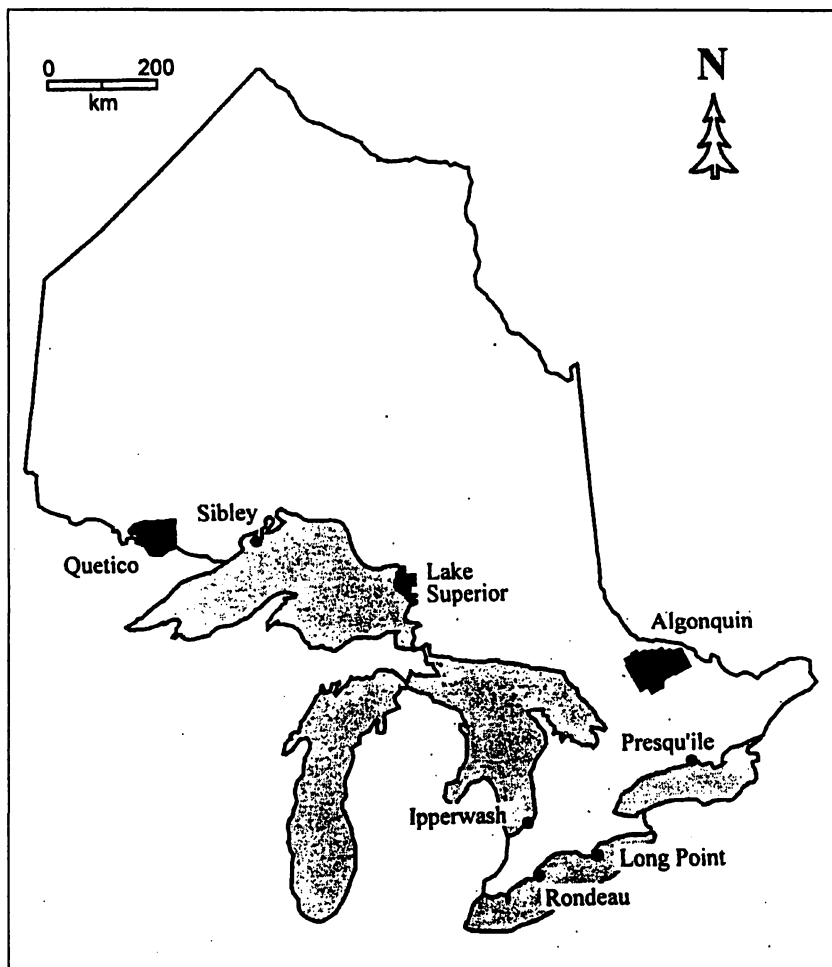 0 200
km
N
Sibley
Quetico
Lake
Superior
Algonquin
Presqu'ile
Ipperwash
Long Point
Rondeau